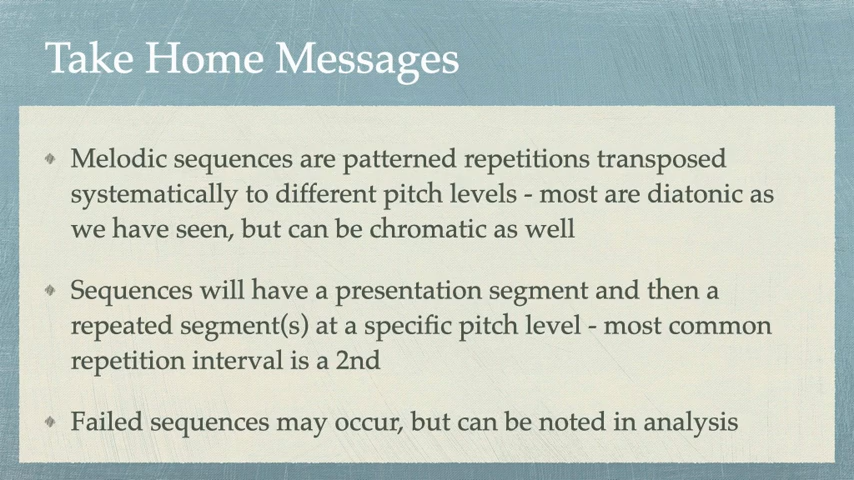 Take Home Messages
Melodic sequences are patterned repetitions transposed
systematically to different pitch levels - most are diatonic as
we have seen, but can be chromatic as well
Sequences will have a presentation segment and then a
repeated segment(s) at a specific pitch level - most common
repetition interval is a 2nd
Failed sequences may occur, but can be noted in analysis